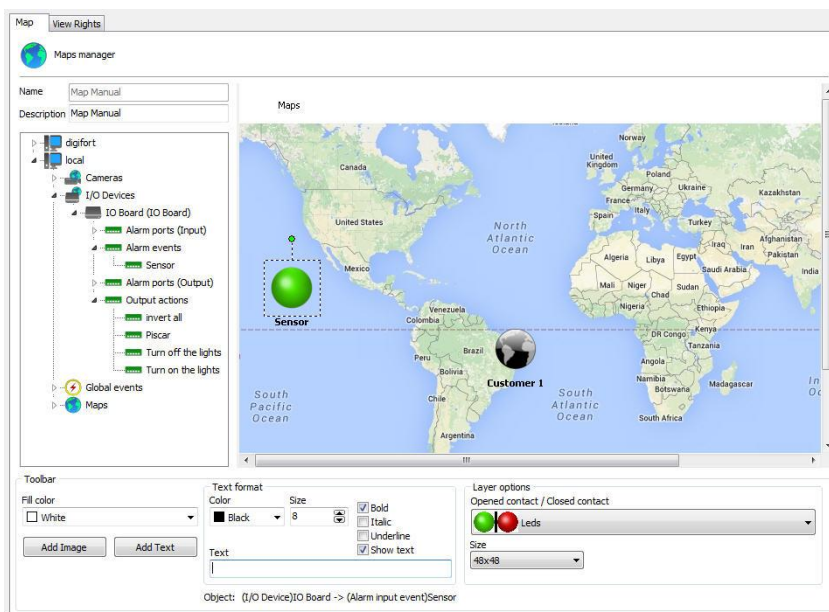 Map
View Rights
Maps manager
Name
Map Manual
Description
Map Manual
digifort
local
Cameras
I/O Devices
IO Board (IO Board)
Alarm ports (Input)
Alarm events
Sensor
Alarm ports (Output)
Output actions
invert all
Piscar
Turn off the lights
Turn on the lights
Global events
Maps
Maps
Norway
United
Kingdom
Poland
Germany
Ukraine
Kazakhstan
France
Italy
Spain
Turkey
Canada
United States
North
Atlantic
Ocean
Mexico
Algeria
Libya
Egypt
Iraq
Iran
Afghanistan
Pakistan
Saudi Arabia
India
Mali
Niger
Chad
Sudan
Nigeria
Ethiopia
Sensor
Venezuela
Colombia
DR Congo
Kenya
Tanzania
Peru
Brazil
Bolivia
Angola
Customer 1
Namibia
Botswana
Madagascar
Chile
South
Pacific
Ocean
South
Atlantic
Ocean
South Africa
Argentina
In
Oc
Toolbar
Fill color
White
Add Image
Add Text
Text format
Color
Black
Size
8
Bold
Italic
Underline
Show text
Text
Layer options
Opened contact / Closed contact
Leds
Size
48x48
Object: (I/O Device)IO Board -> (Alarm input event)Sensor